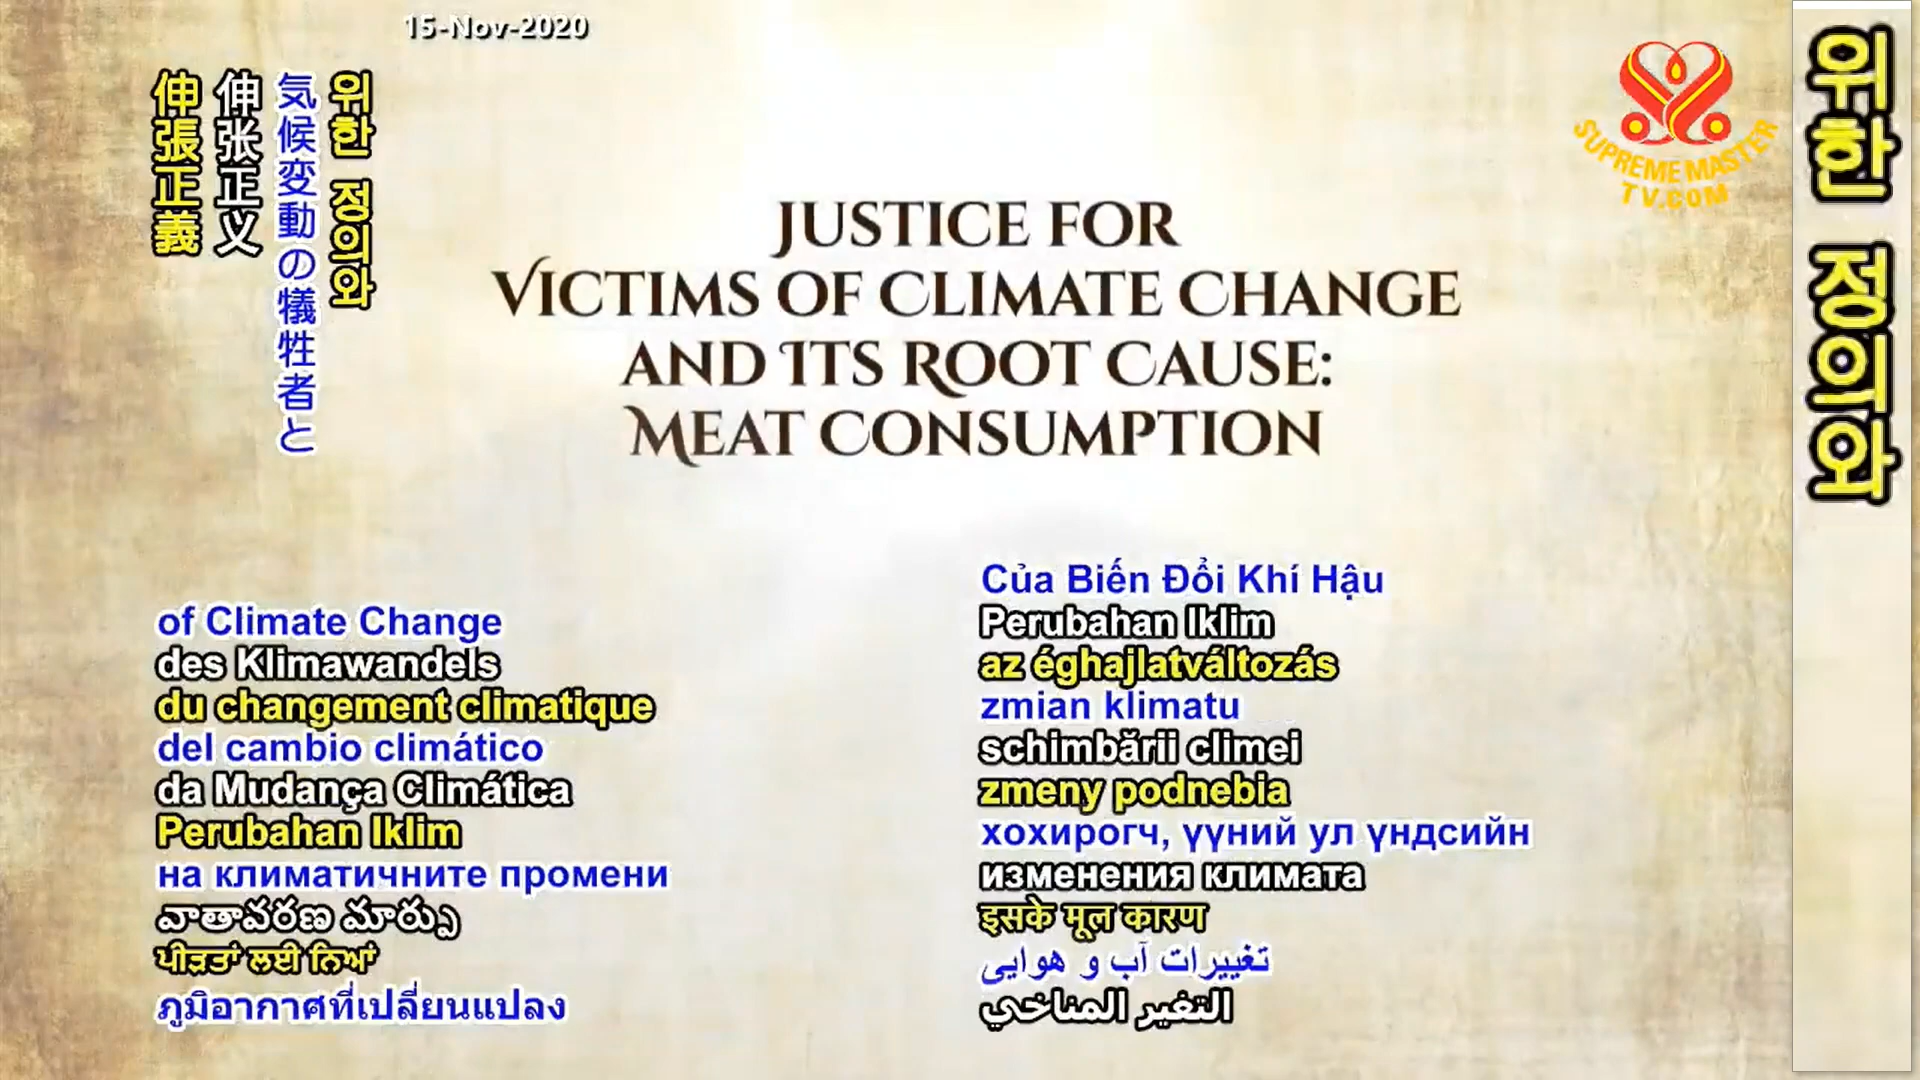 15-Nov-2020
위한 정의와
気候変動の犠牲者と
伸张正义
伸張正義
SUPREME MASTER
TV.COM
위한 정의와
JUSTICE FOR
VICTIMS OF CLIMATE CHANGE
AND ITS ROOT CAUSE:
MEAT CONSUMPTION
of Climate Change
des Klimawandels
du changement climatique
del cambio climático
da Mudança Climática
Perubahan Iklim
на климатичните промени
వాతావరణ మార్పు
ਪੀੜਤਾਂ ਲਈ ਨਿਆਂ
ภูมิอากาศที่เปลี่ยนแปลง
Của Biến Đổi Khí Hậu
Perubahan Iklim
az éghajlatváltozás
zmian klimatu
schimbării climei
zmeny podnebia
хохирогч, үүний ул үндсийн
изменения климата
इसके मूल कारण
تغییرات آب و هوایی
التغير المناخي